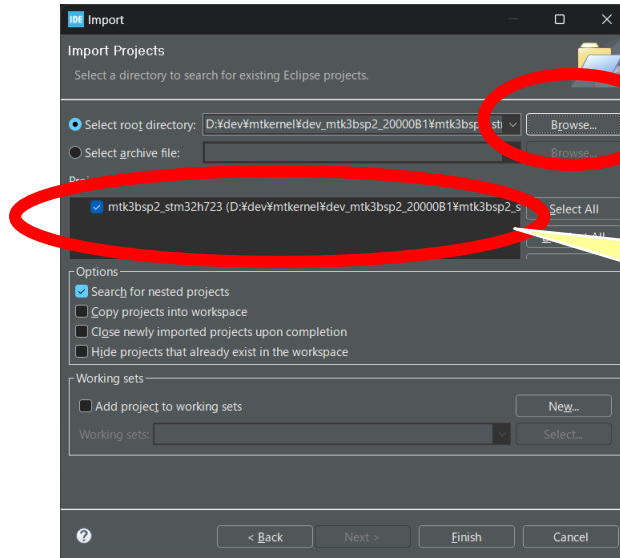 IDE Import
Import Projects
Select a directory to search for existing Eclipse projects.
Select root directory: D:¥dev¥mtkernel¥dev_mtk3bsp2_20000B1¥mtk3bsp Browse...
Select archive file: Browse...
mtk3bsp2_stm32h723 (D:¥dev¥mtkernel¥dev_mtk3bsp2_20000B1¥mtk3bsp2_s Select All
All
Options
Search for nested projects
Copy projects into workspace
Close newly imported projects upon completion
Hide projects that already exist in the workspace
Working sets
Add project to working sets New...
Working sets: Select...
? < Back Next > Finish Cancel